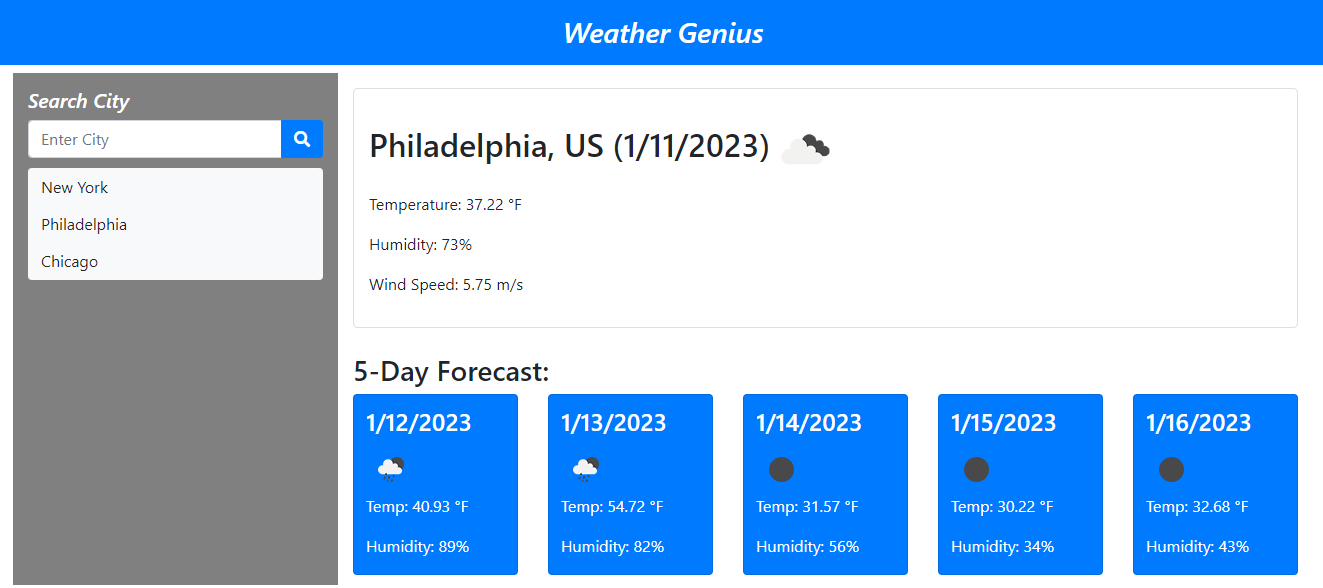 Weather Genius
Search City
Enter City
New York
Philadelphia
Chicago
Philadelphia, US (1/11/2023)
Temperature: 37.22 °F
Humidity: 73%
Wind Speed: 5.75 m/s
5-Day Forecast:
1/12/2023
Temp: 40.93 °F
Humidity: 89%
1/13/2023
Temp: 54.72 °F
Humidity: 82%
1/14/2023
Temp: 31.57 °F
Humidity: 56%
1/15/2023
Temp: 30.22 °F
Humidity: 34%
1/16/2023
Temp: 32.68 °F
Humidity: 43%